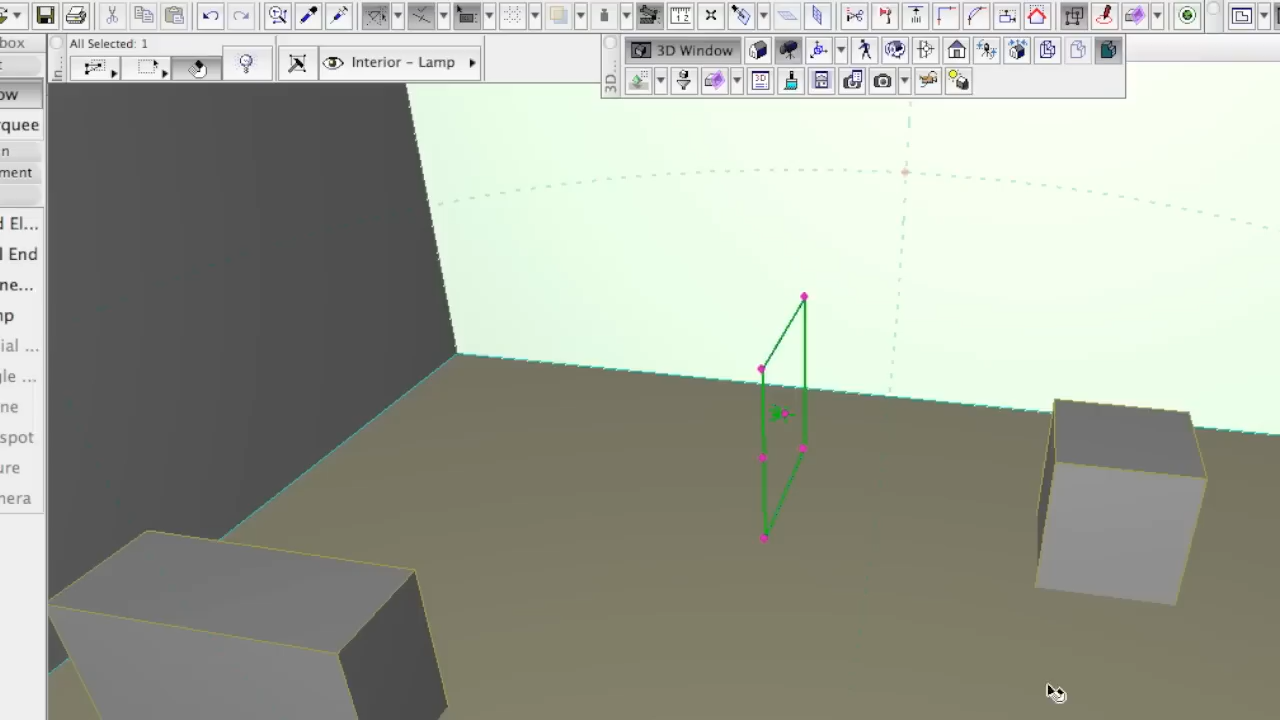 box
All Selected: 1
3D Window
Interior - Lamp
3D...
ow
rquee
n
ment
d El...
l End
ne...
mp
ial ...
gle ...
ne
spot
ure
nera